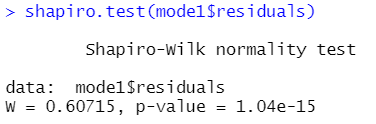 > shapiro.test(mode1$residuals)
Shapiro-Wilk normality test
data:  mode1$residuals
W = 0.60715, p-value = 1.04e-15